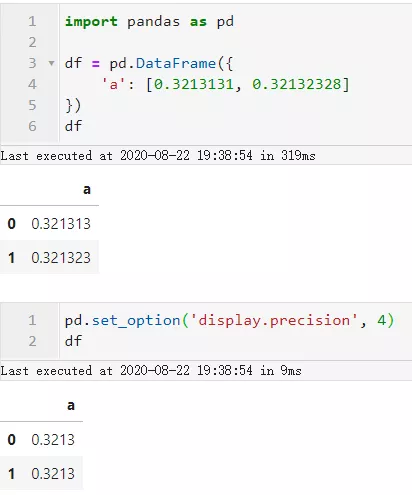 1 import pandas as pd
2
3 df = pd.DataFrame({
4 'a': [0.3213131, 0.32132328]
5 })
6 df
Last executed at 2020-08-22 19:38:54 in 319ms
a
0 0.321313
1 0.321323
1 pd.set_option('display.precision', 4)
2 df
Last executed at 2020-08-22 19:38:54 in 9ms
a
0 0.3213
1 0.3213